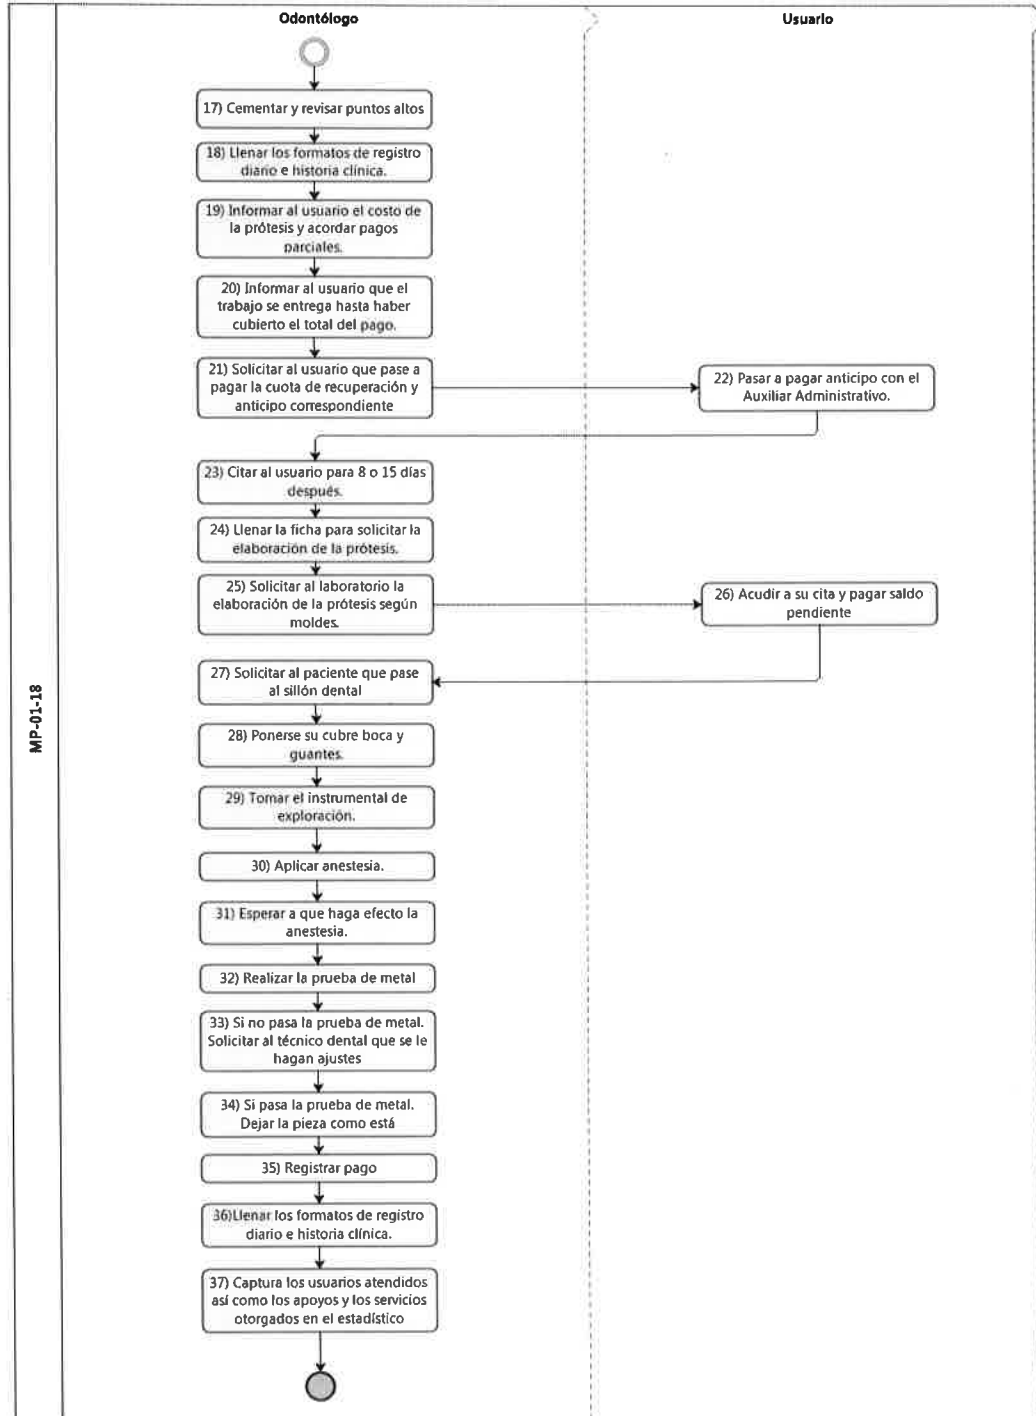 Odontólogo
Usuario
17) Cementar y revisar puntos altos
18) Llenar los formatos de registro
diario e historia clínica.
19) Informar al usuario el costo de
la prótesis y acordar pagos
parciales.
20) Informar al usuario que el
trabajo se entrega hasta haber
cubierto el total del pago.
21) Solicitar al usuario que pase a
pagar la cuota de recuperación y
anticipo correspondiente
22) Pasar a pagar anticipo con el
Auxiliar Administrativo.
23) Citar al usuario para 8 o 15 días
después.
24) Llenar la ficha para solicitar la
elaboración de la prótesis.
25) Solicitar al laboratorio la
elaboración de la prótesis según
moldes.
26) Acudir a su cita y pagar saldo
pendiente
27) Solicitar al paciente que pase
al sillón dental
MP-01-18
28) Ponerse su cubre boca y
guantes.
29) Tomar el instrumental de
exploración.
30) Aplicar anestesia.
31) Esperar a que haga efecto la
anestesia.
32) Realizar la prueba de metal
33) Si no pasa la prueba de metal.
Solicitar al técnico dental que se le
hagan ajustes
34) Si pasa la prueba de metal.
Dejar la pieza como está
35) Registrar pago
36)Llenar los formatos de registro
diario e historia clínica.
37) Captura los usuarios atendidos
así como los apoyos y los servicios
otorgados en el estadístico